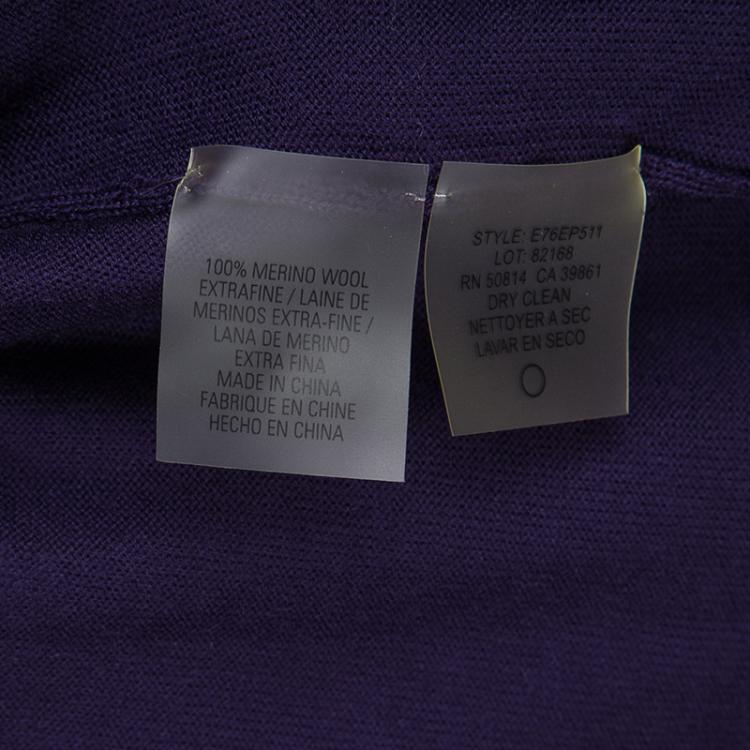 100% MERINO WOOL
EXTRAFINE / LAINE DE
MERINOS EXTRA-FINE /
LANA DE MERINO
EXTRA FINA
MADE IN CHINA
FABRIQUE EN CHINE
HECHO EN CHINA
STYLE: E76EP511
LOT: 82168
RN 50814 CA 39861
DRY CLEAN
NETTOYER A SEC
LAVAR EN SECO